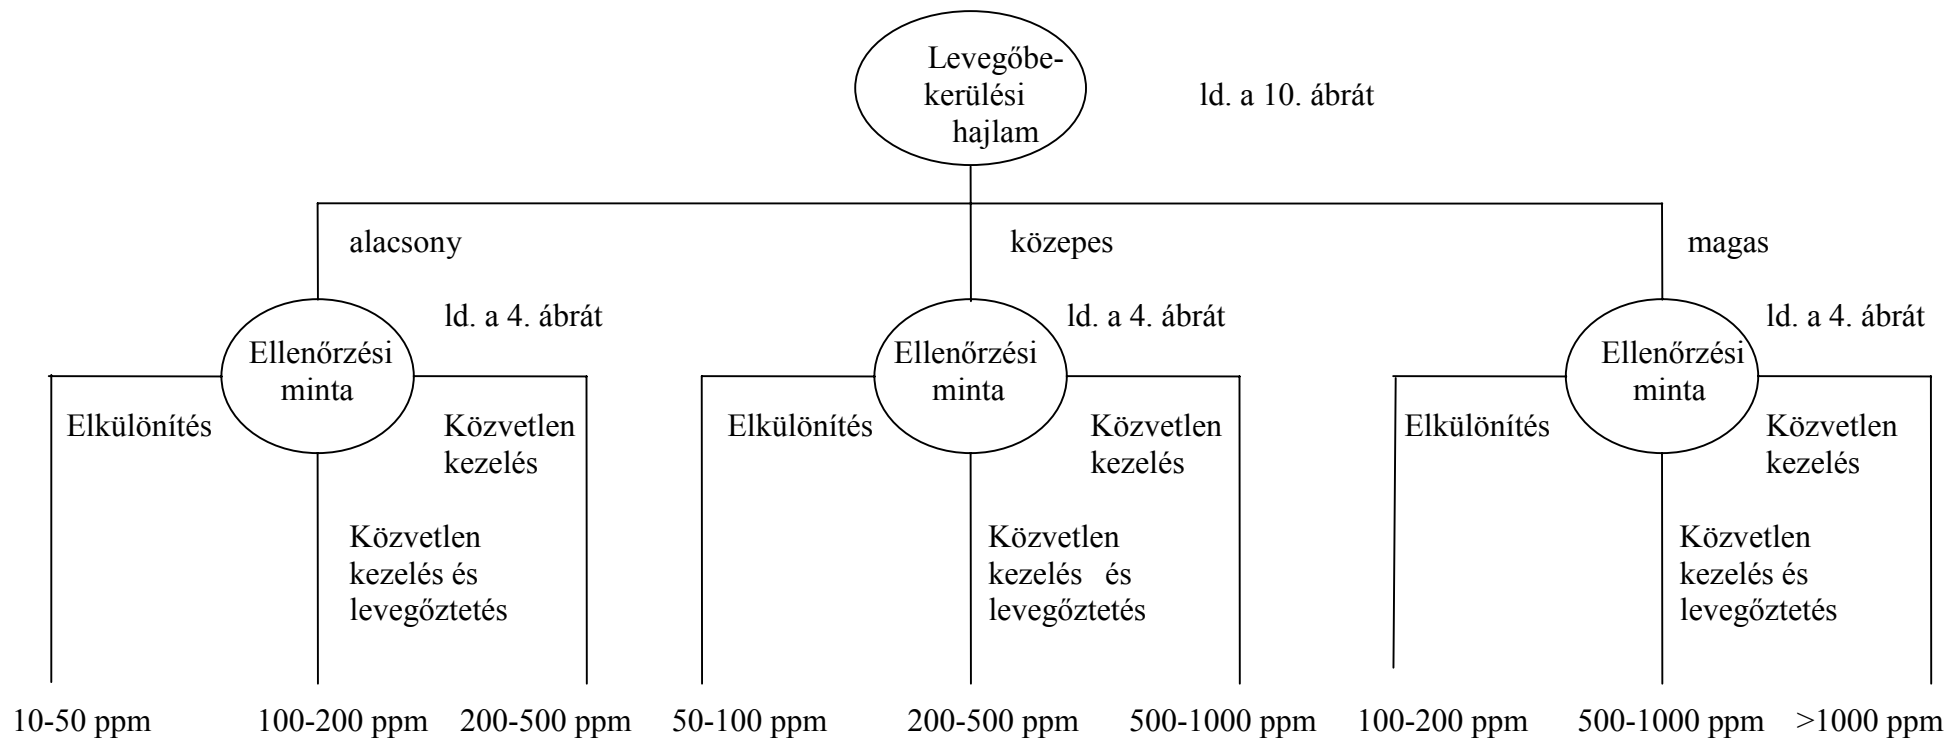 Levegőbe-
kerülési
hajlam
ld. a 10. ábrát
alacsony
közepes
magas
ld. a 4. ábrát
ld. a 4. ábrát
ld. a 4. ábrát
Ellenőrzési
minta
Ellenőrzési
minta
Ellenőrzési
minta
Elkülönítés
Közvetlen
kezelés
Elkülönítés
Közvetlen
kezelés
Elkülönítés
Közvetlen
kezelés
Közvetlen
kezelés és
levegőztetés
Közvetlen
kezelés és
levegőztetés
Közvetlen
kezelés és
levegőztetés
10-50 ppm
100-200 ppm
200-500 ppm
50-100 ppm
200-500 ppm
500-1000 ppm
100-200 ppm
500-1000 ppm
>1000 ppm